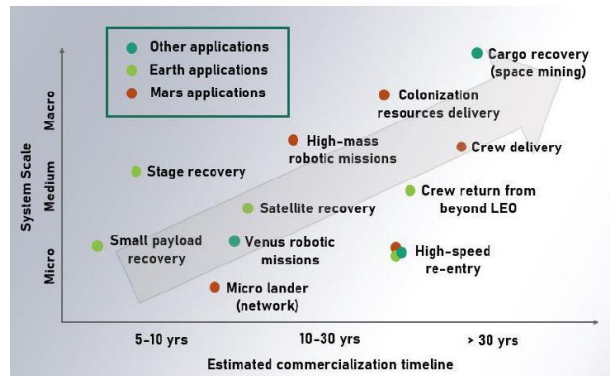 Other applications
Earth applications
Mars applications
Cargo recovery
(space mining)
Colonization
resources delivery
High-mass
robotic missions
Crew delivery
Stage recovery
Crew return from
beyond LEO
Satellite recovery
Small payload
recovery
Venus robotic
missions
High-speed
re-entry
Micro lander
(network)
System Scale
Macro
Medium
Micro
5-10 yrs
10-30 yrs
> 30 yrs
Estimated commercialization timeline